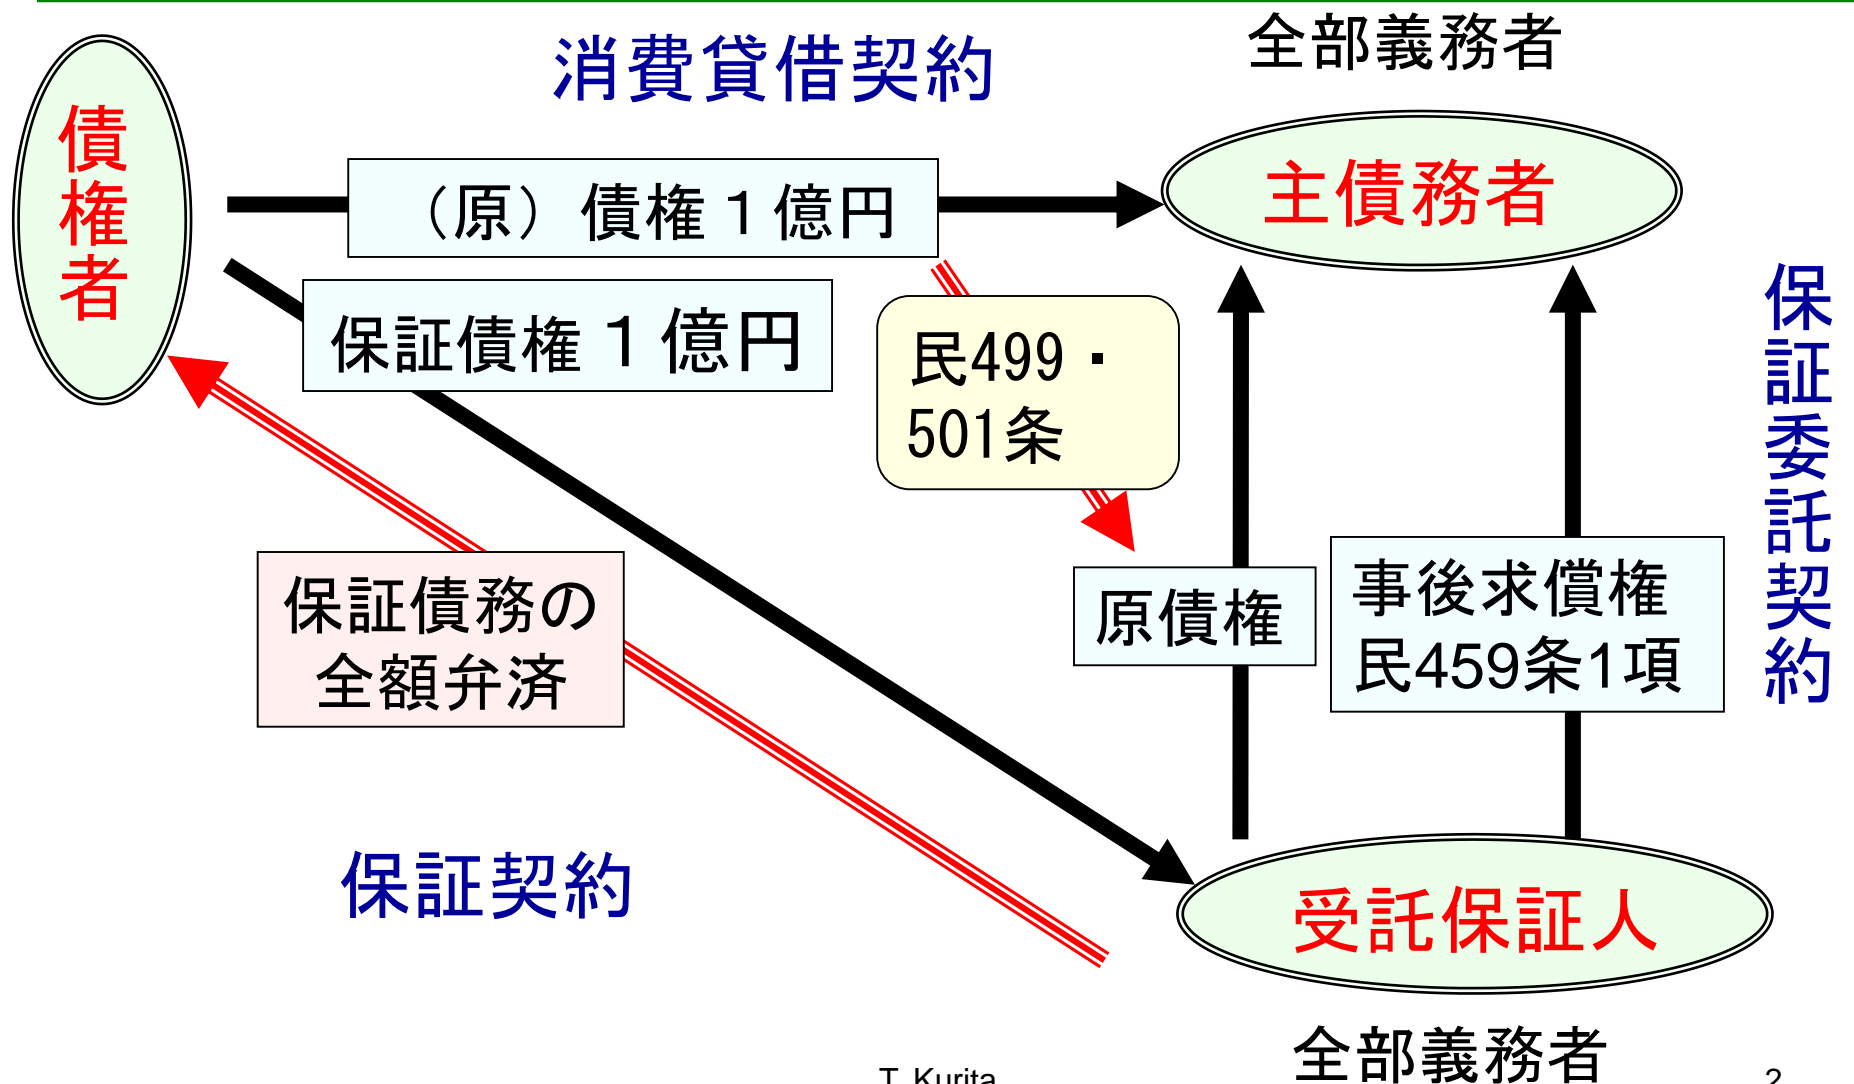 消費貸借契約
全部義務者
債権者
（原）債権１億円
主債務者
保証債権１億円
民499・
501条
保証委託契約
保証債務の
全額弁済
原債権
事後求償権
民459条1項
保証契約
受託保証人
全部義務者
T. Kurita
2